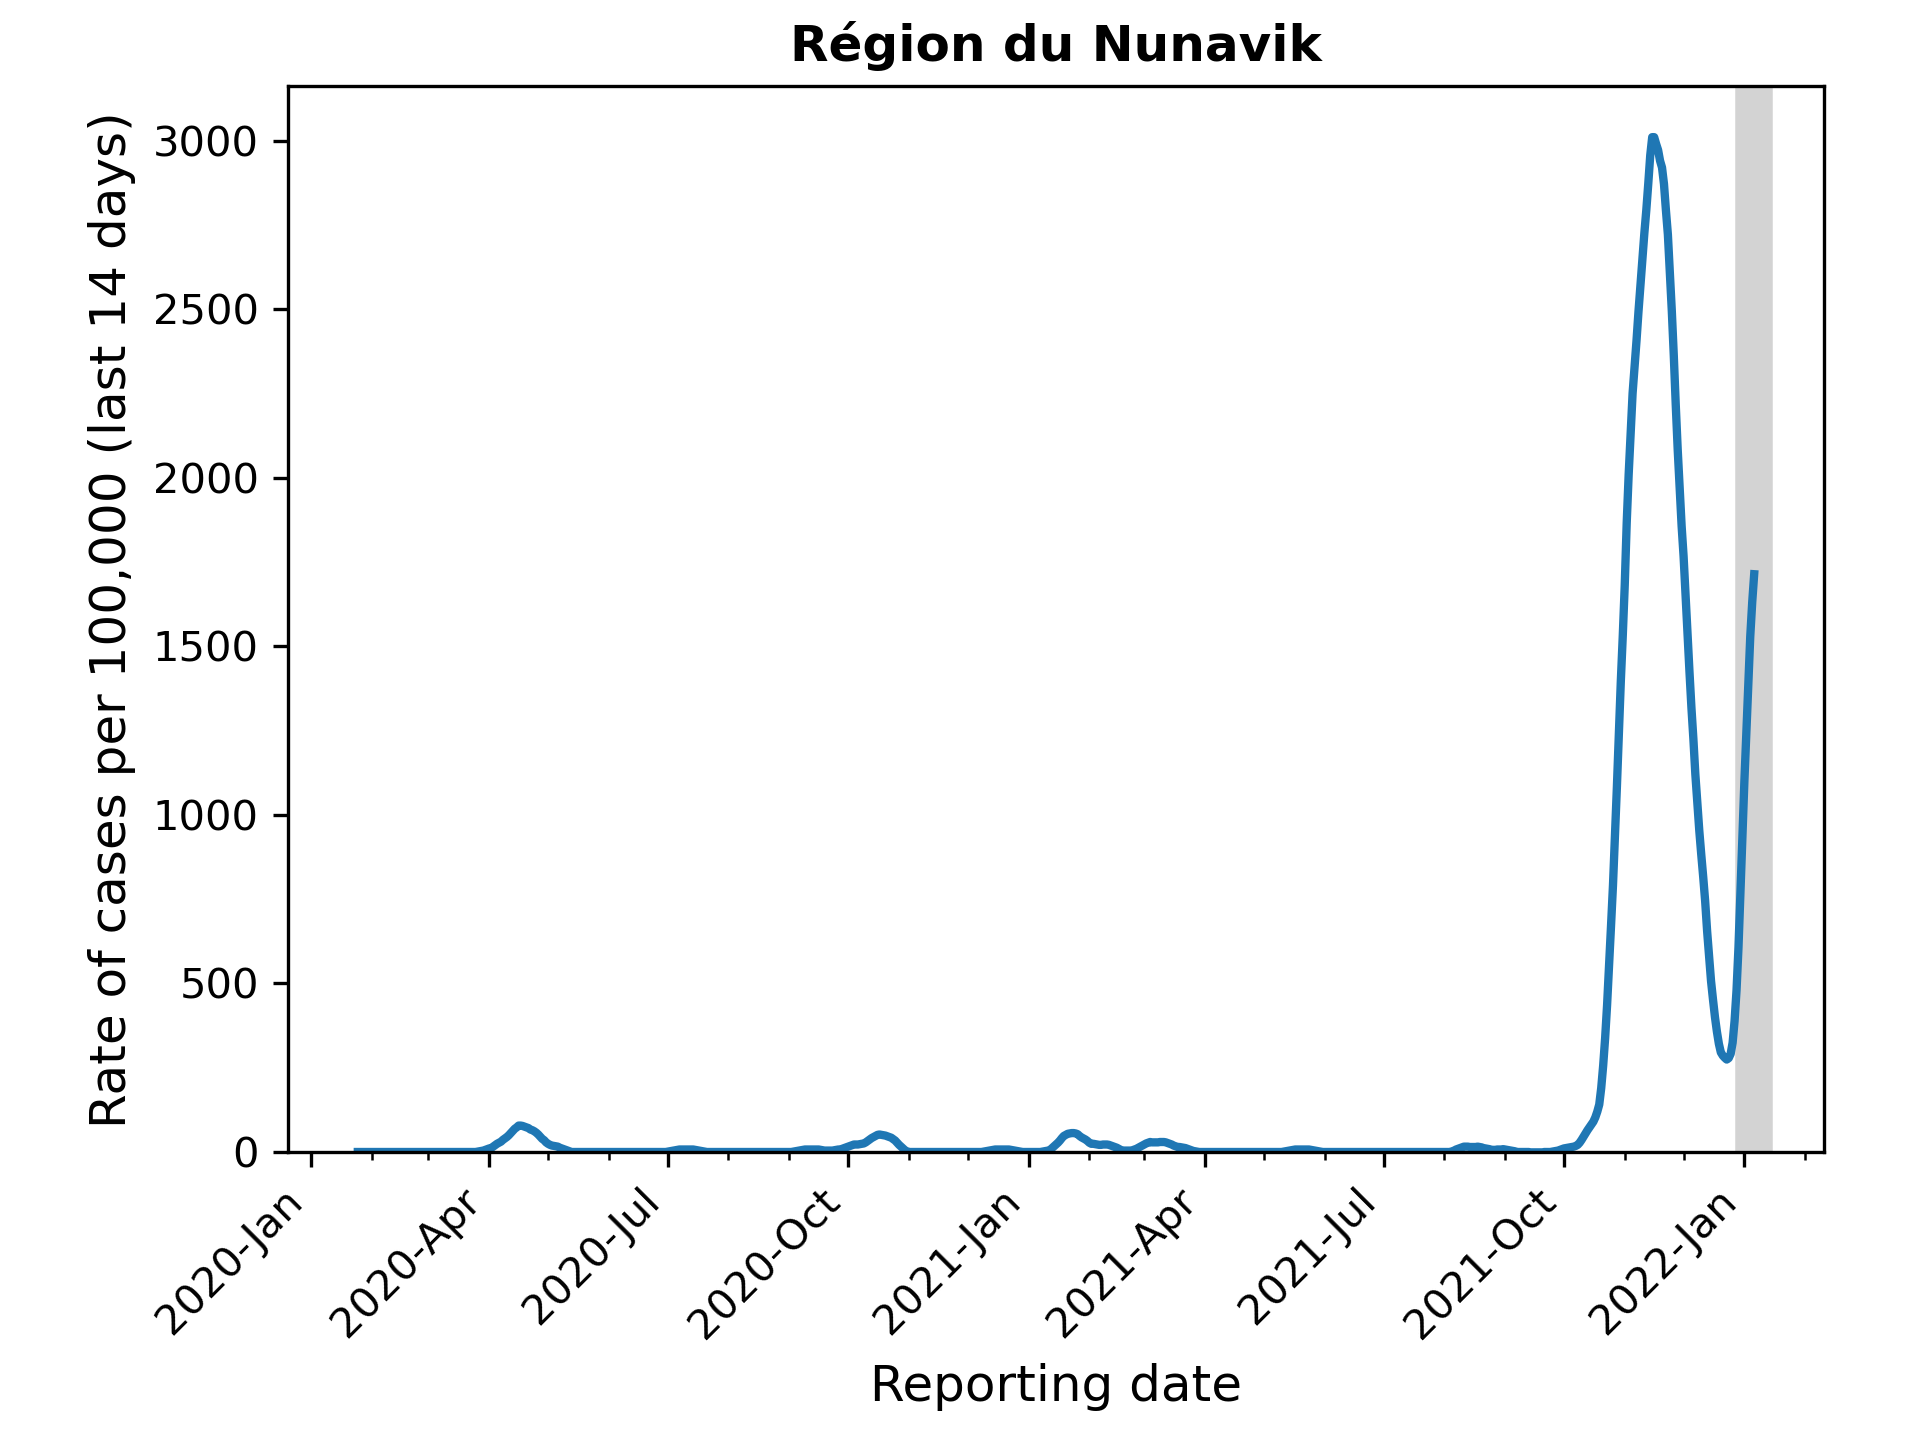 Région du Nunavik
Rate of cases per 100,000 (last 14 days)
3000
2500
2000
1500
1000
500
0
2020-Jan
2020-Apr
2020-Jul
2020-Oct
2021-Jan
2021-Apr
2021-Jul
2021-Oct
2022-Jan
Reporting date